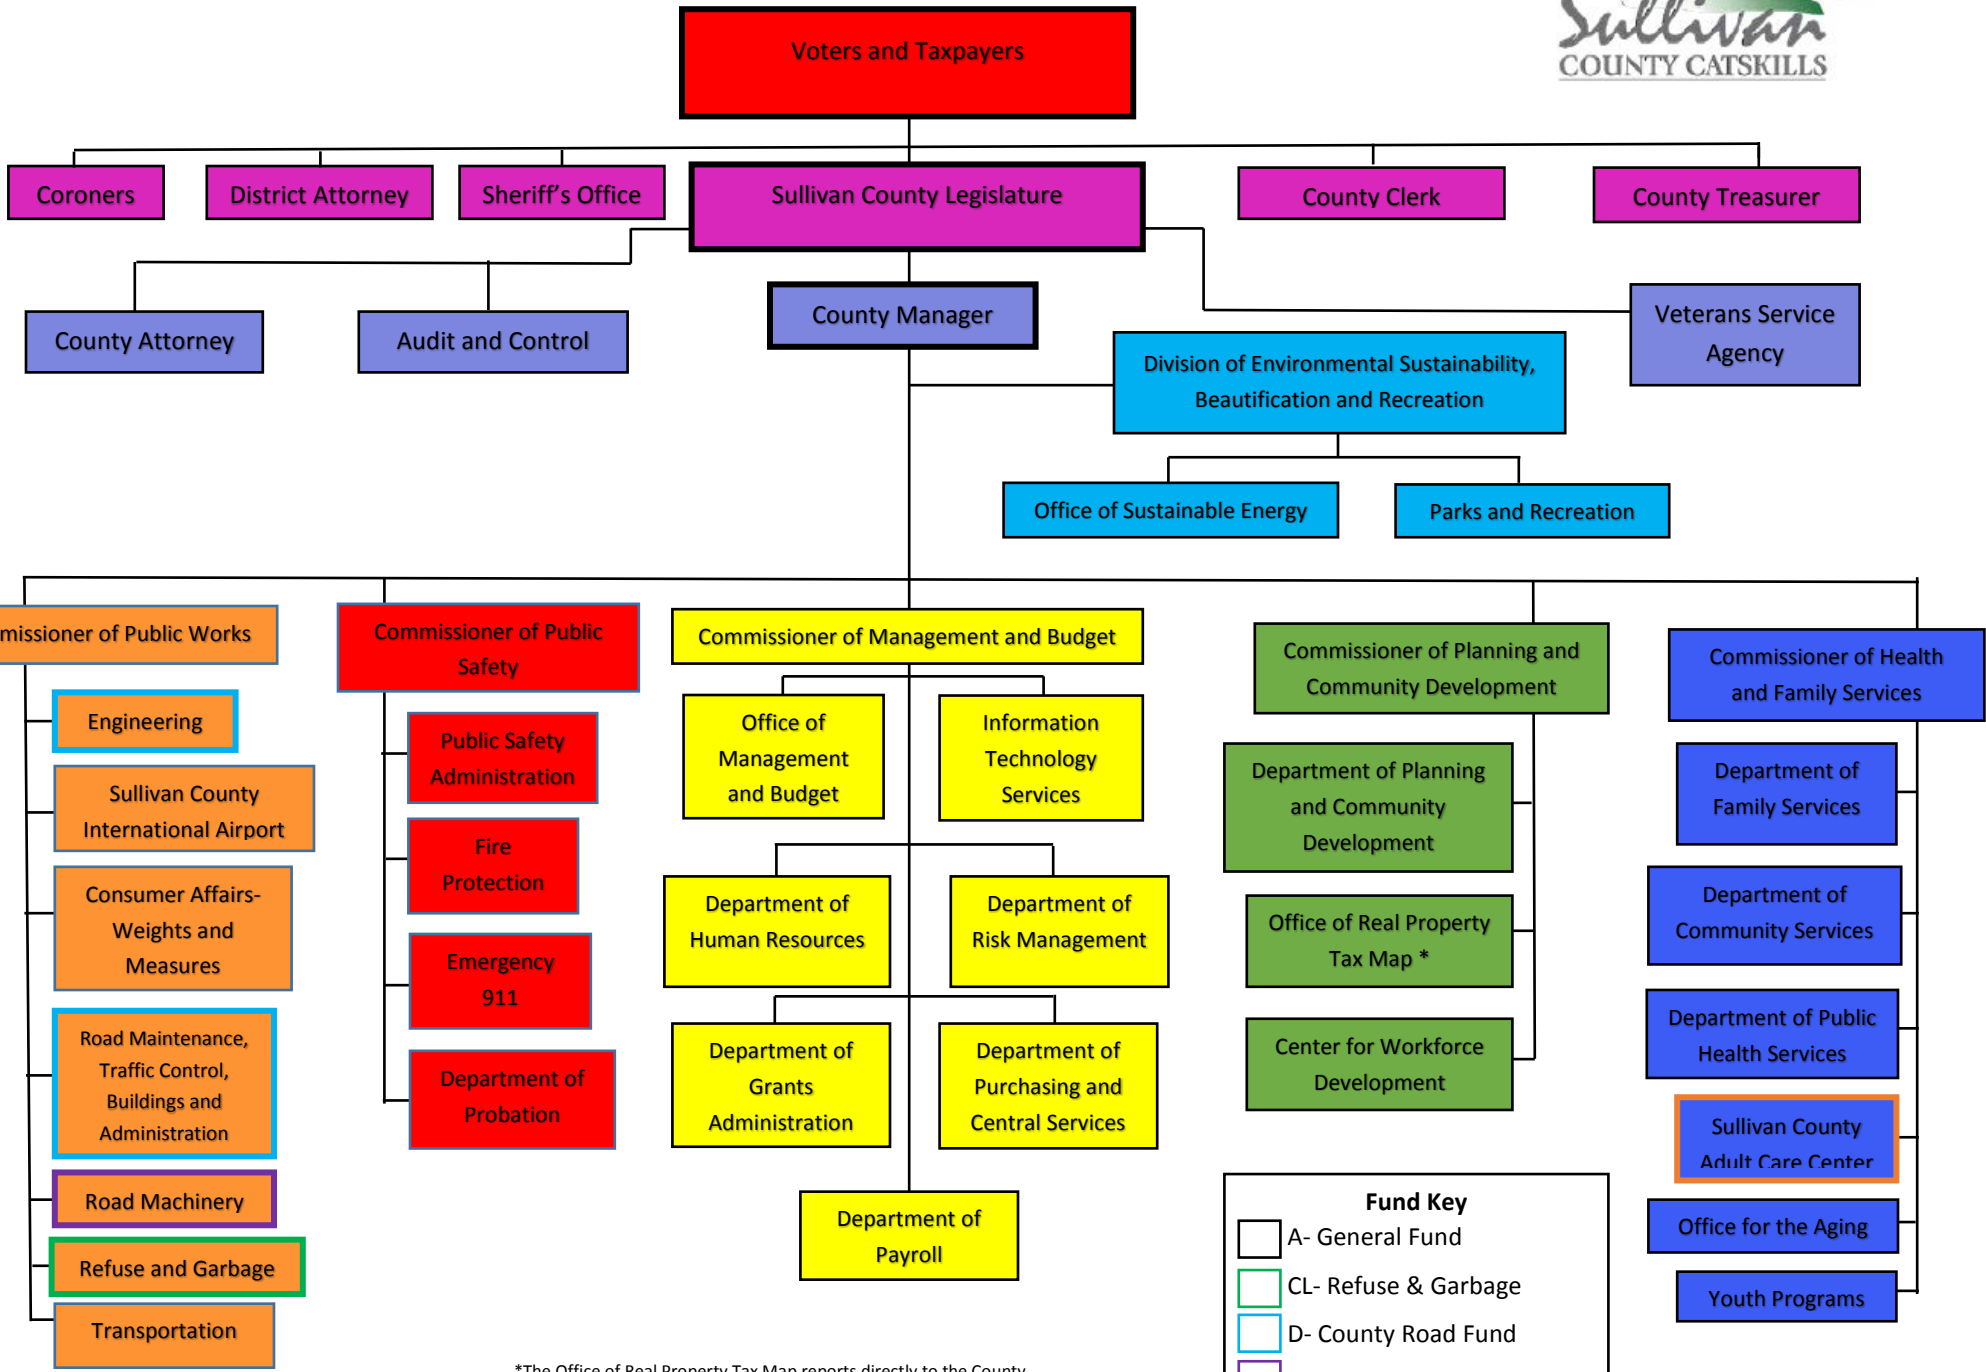 Sullivan
COUNTY CATSKILLS
Voters and Taxpayers
Coroners
District Attorney
Sheriff's Office
Sullivan County Legislature
County Clerk
County Treasurer
County Attorney
Audit and Control
County Manager
Veterans Service
Agency
Division of Environmental Sustainability,
Beautification and Recreation
Office of Sustainable Energy
Parks and Recreation
missioner of Public Works
Engineering
Sullivan County
International Airport
Consumer Affairs-
Weights and
Measures
Road Maintenance,
Traffic Control,
Buildings and
Administration
Road Machinery
Refuse and Garbage
Transportation
Commissioner of Public
Safety
Public Safety
Administration
Fire
Protection
Emergency
911
Department of
Probation
Commissioner of Management and Budget
Office of
Management
and Budget
Information
Technology
Services
Department of
Human Resources
Department of
Risk Management
Department of
Grants
Administration
Department of
Purchasing and
Central Services
Department of
Payroll
Commissioner of Planning and
Community Development
Department of Planning
and Community
Development
Office of Real Property
Tax Map *
Center for Workforce
Development
Commissioner of Health
and Family Services
Department of
Family Services
Department of
Community Services
Department of Public
Health Services
Sullivan County
Adult Care Center
Office for the Aging
Youth Programs
Fund Key
A- General Fund
CL- Refuse & Garbage
D- County Road Fund
*The Office of Real Property Tax Map reports directly to the County